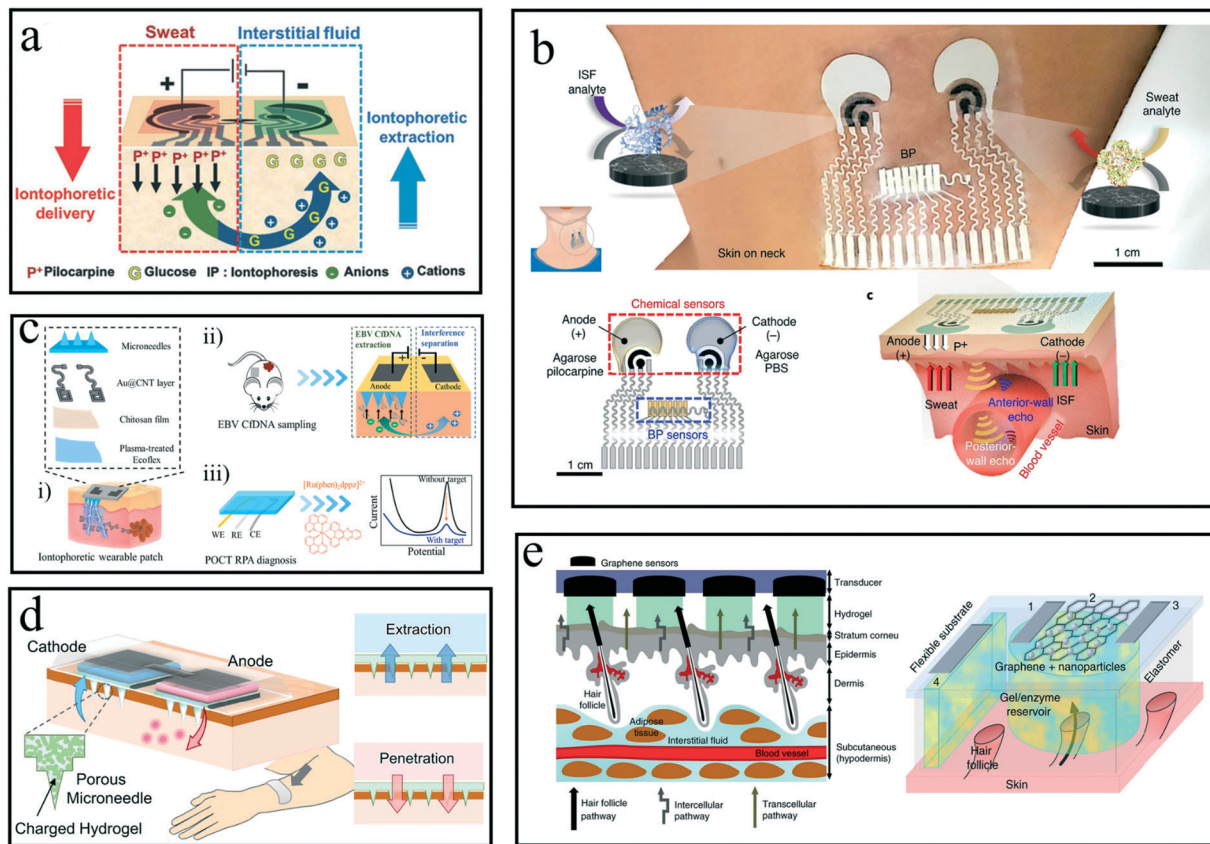 a
Sweat
Interstitial fluid
+
-
Iontophoretic
delivery
Iontophoretic
extraction
P+ P+ P+ P+ P+
G G G G
G
G
G
G
P+ Pilocarpine G Glucose IP : Iontophoresis - Anions + Cations
b
ISF
analyte
Sweat
analyte
BP
Skin on neck
1 cm
Chemical sensors
Anode
(+)
Cathode
(−)
Agarose
pilocarpine
Agarose
PBS
BP sensors
1 cm
c
Anode
(+)
P+
Cathode
(−)
Sweat
Anterior-wall
echo
ISF
Skin
Posterior-
wall echo
Blood vessel
c
Microneedles
Au@CNT layer
Chitosan film
Plasma-treated
Ecoflex
i)
Iontophoretic wearable patch
ii)
EBV CfDNA sampling
EBV CfDNA
extraction
Interference
separation
+ -
Anode
Cathode
iii)
WE RE CE
POCT RPA diagnosis
[Ru(phen)2dppz]2+
Current
Without target
With target
Potential
d
Cathode
Anode
Porous
Microneedle
Charged Hydrogel
Extraction
Penetration
e
Graphene sensors
Transducer
Hydrogel
Stratum corneu
Epidermis
Dermis
Subcutaneous
(hypodermis)
Hair
follicle
Adipose
tissue
Interstitial fluid
Blood vessel
Hair follicle
pathway
Intercellular
pathway
Transcellular
pathway
1
2
3
4
Flexible substrate
Graphene + nanoparticles
Elastomer
Gel/enzyme
reservoir
Hair
follicle
Skin